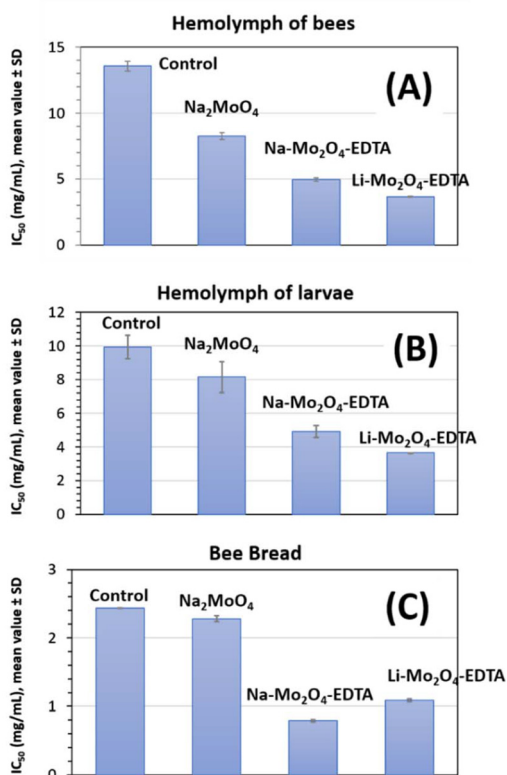 Hemolymph of bees
IC₅₀ (mg/mL), mean value ± SD
15
10
5
0
Control
Na₂MoO₄
Na-Mo₂O₄-EDTA
Li-Mo₂O₄-EDTA
(A)
Hemolymph of larvae
IC₅₀ (mg/mL), mean value ± SD
12
10
8
6
4
2
0
Control
Na₂MoO₄
Na-Mo₂O₄-EDTA
Li-Mo₂O₄-EDTA
(B)
Bee Bread
IC₅₀ (mg/mL), mean value ± SD
3
2
1
0
Control
Na₂MoO₄
Na-Mo₂O₄-EDTA
Li-Mo₂O₄-EDTA
(C)